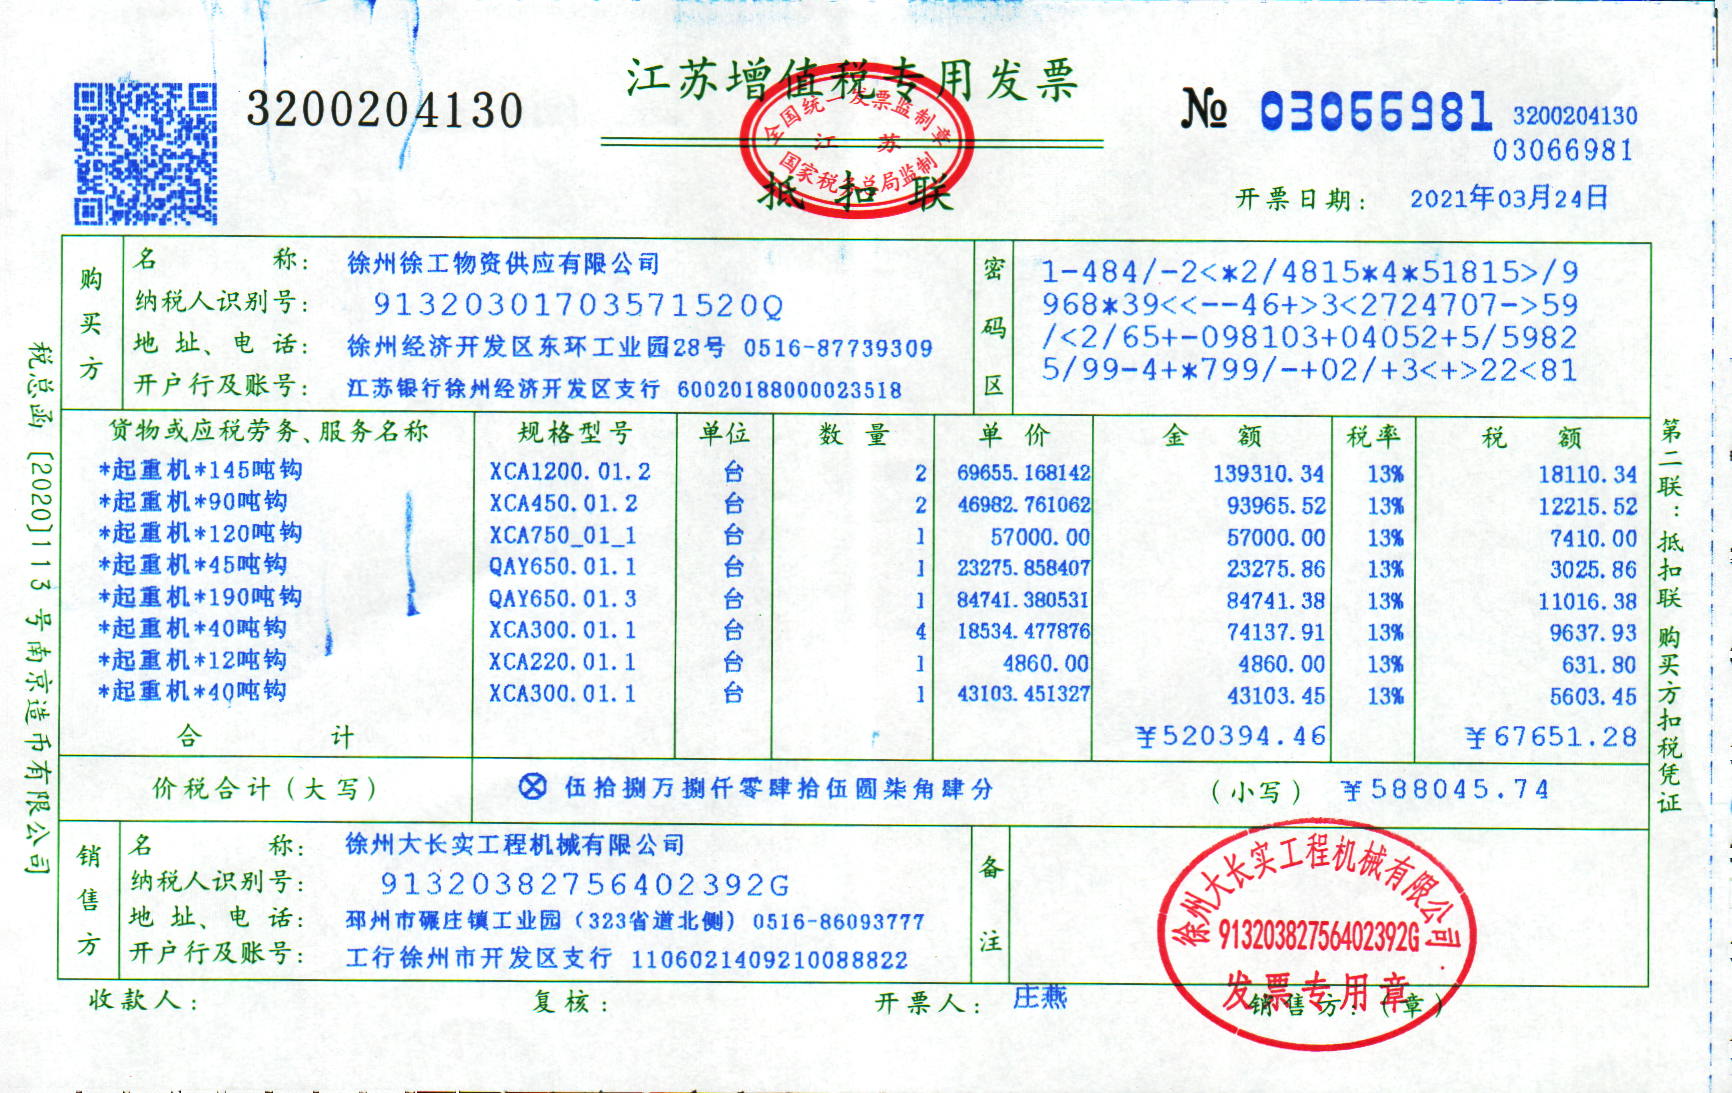 江苏增值税专用发票
3200204130
№ 03066981
3200204130
03066981
全国统一发票监制章
江 苏
国家税务总局监制
抵 扣 联
开票日期： 2021年03月24日
购买方
名 称： 徐州徐工物资供应有限公司
纳税人识别号： 91320301703571520Q
地 址、电 话： 徐州经济开发区东环工业园28号 0516-87739309
开户行及账号： 江苏银行徐州经济开发区支行 60020188000023518
密码区
1-484/-2<*2/4815*4*51815>/9
968*39<<--46+>3<2724707->59
/<2/65+-098103+04052+5/5982
5/99-4+*799/-+02/+3<+>22<81
货物或应税劳务、服务名称 规格型号 单位 数 量 单 价 金 额 税率 税 额
*起重机*145吨钩 XCA1200.01.2 台 2 69655.168142 139310.34 13% 18110.34
*起重机*90吨钩 XCA450.01.2 台 2 46982.761062 93965.52 13% 12215.52
*起重机*120吨钩 XCA750_01_1 台 1 57000.00 57000.00 13% 7410.00
*起重机*45吨钩 QAY650.01.1 台 1 23275.858407 23275.86 13% 3025.86
*起重机*190吨钩 QAY650.01.3 台 1 84741.380531 84741.38 13% 11016.38
*起重机*40吨钩 XCA300.01.1 台 4 18534.477876 74137.91 13% 9637.93
*起重机*12吨钩 XCA220.01.1 台 1 4860.00 4860.00 13% 631.80
*起重机*40吨钩 XCA300.01.1 台 1 43103.451327 43103.45 13% 5603.45
合 计 ￥520394.46 ￥67651.28
价税合计（大写） ⊗ 伍拾捌万捌仟零肆拾伍圆柒角肆分 （小写） ￥588045.74
销售方
名 称： 徐州大长实工程机械有限公司
纳税人识别号： 91320382756402392G
地 址、电 话： 邳州市碾庄镇工业园（323省道北侧） 0516-86093777
开户行及账号： 工行徐州市开发区支行 1106021409210088822
备注
徐州大长实工程机械有限公司
91320382756402392G
发票专用章
收款人： 复核： 开票人： 庄燕 销售方：（章）
税总函 [2020]113 号南京造币有限公司
第二联：抵扣联 购买方扣税凭证